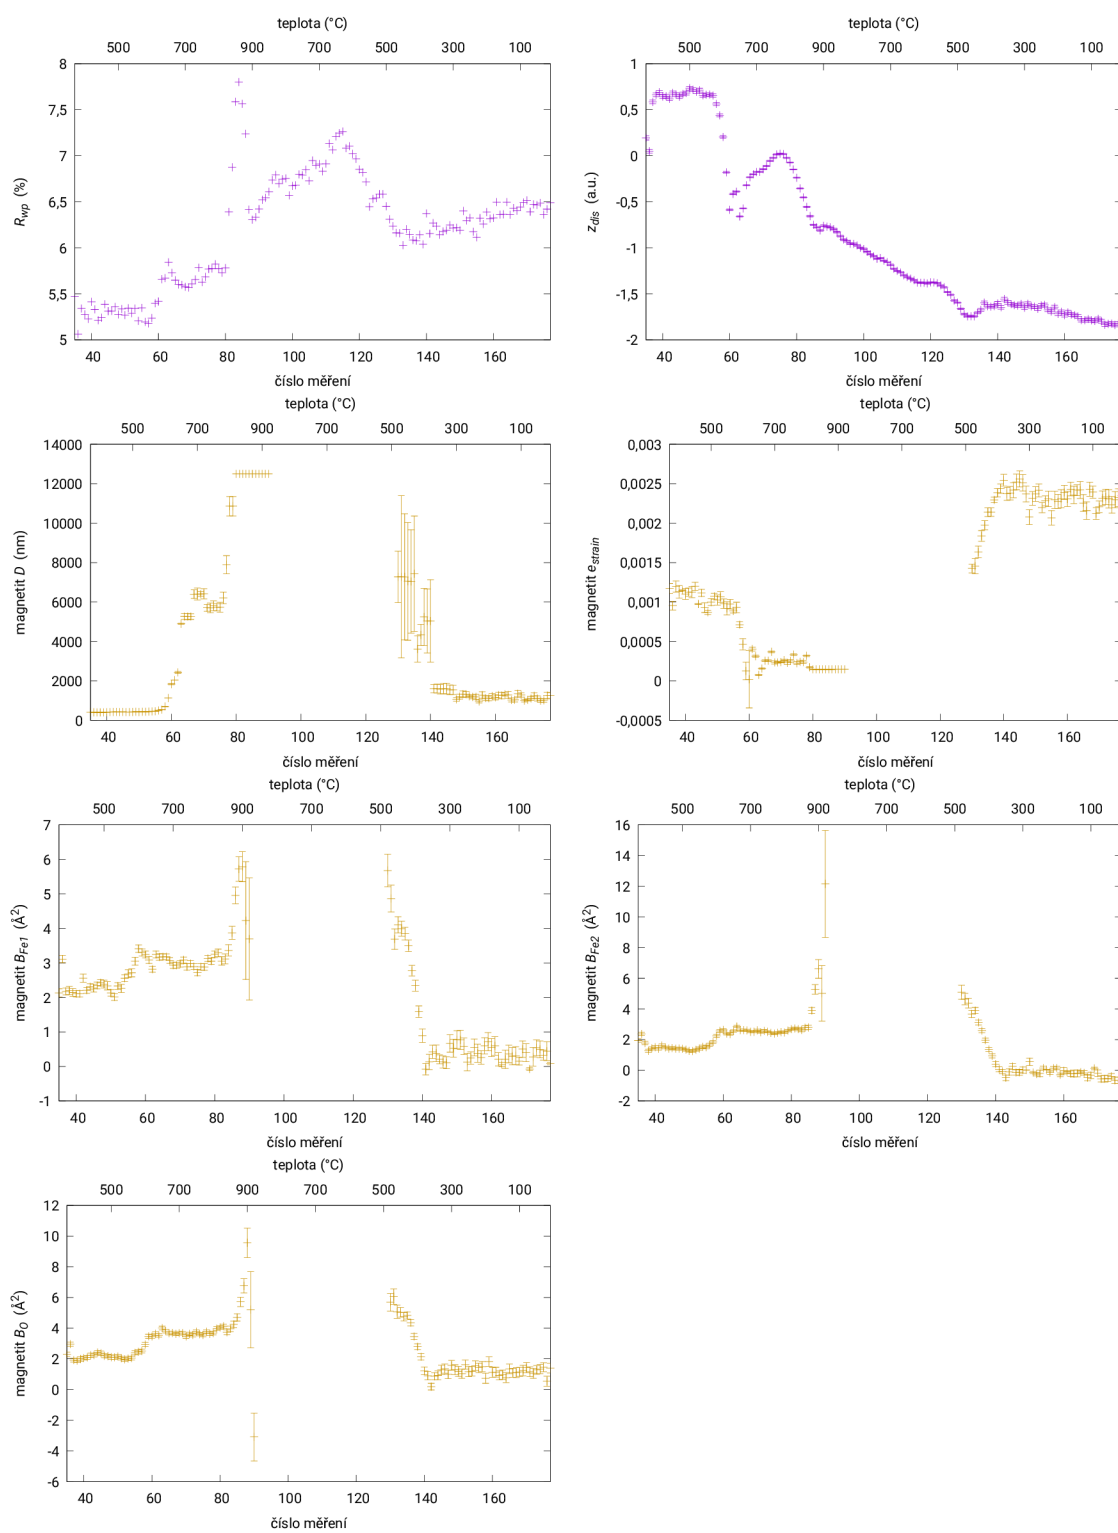 teplota (°C)
500 700 900 700 500 300 100
8
7,5
7
6,5
6
5,5
5
R_wp (%)
40 60 80 100 120 140 160
číslo měření
teplota (°C)
500 700 900 700 500 300 100
1
0,5
0
-0,5
-1
-1,5
-2
z_dis (a.u.)
40 60 80 100 120 140 160
číslo měření
teplota (°C)
500 700 900 700 500 300 100
14000
12000
10000
8000
6000
4000
2000
0
magnetit D (nm)
40 60 80 100 120 140 160
číslo měření
teplota (°C)
500 700 900 700 500 300 100
0,003
0,0025
0,002
0,0015
0,001
0,0005
0
-0,0005
magnetit e_strain
40 60 80 100 120 140 160
číslo měření
teplota (°C)
500 700 900 700 500 300 100
7
6
5
4
3
2
1
0
-1
magnetit B_Fe1 (Å²)
40 60 80 100 120 140 160
číslo měření
teplota (°C)
500 700 900 700 500 300 100
16
14
12
10
8
6
4
2
0
-2
magnetit B_Fe2 (Å²)
40 60 80 100 120 140 160
číslo měření
teplota (°C)
500 700 900 700 500 300 100
12
10
8
6
4
2
0
-2
-4
-6
magnetit B_O (Å²)
40 60 80 100 120 140 160
číslo měření